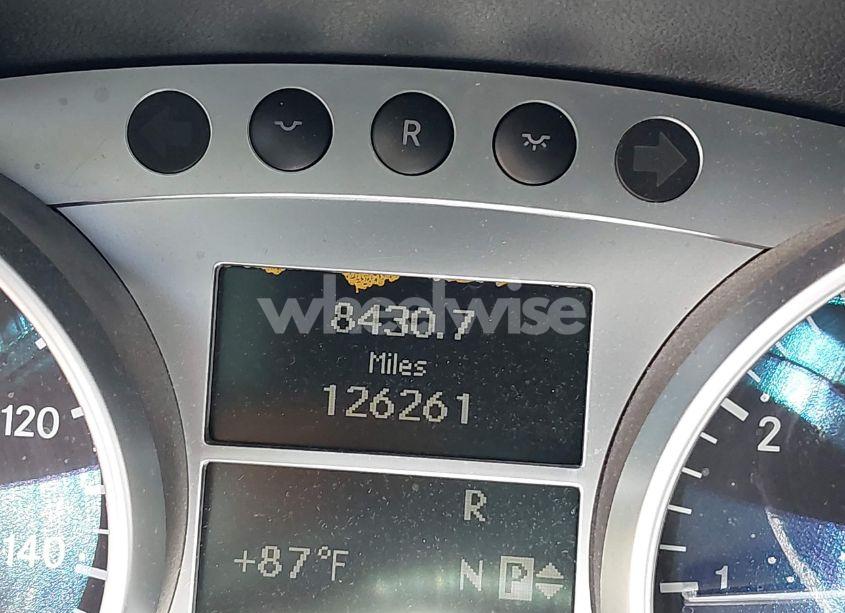 R
wheelwise
8430.7
Miles
126261
120
140
2
1
R
+87°F
N P